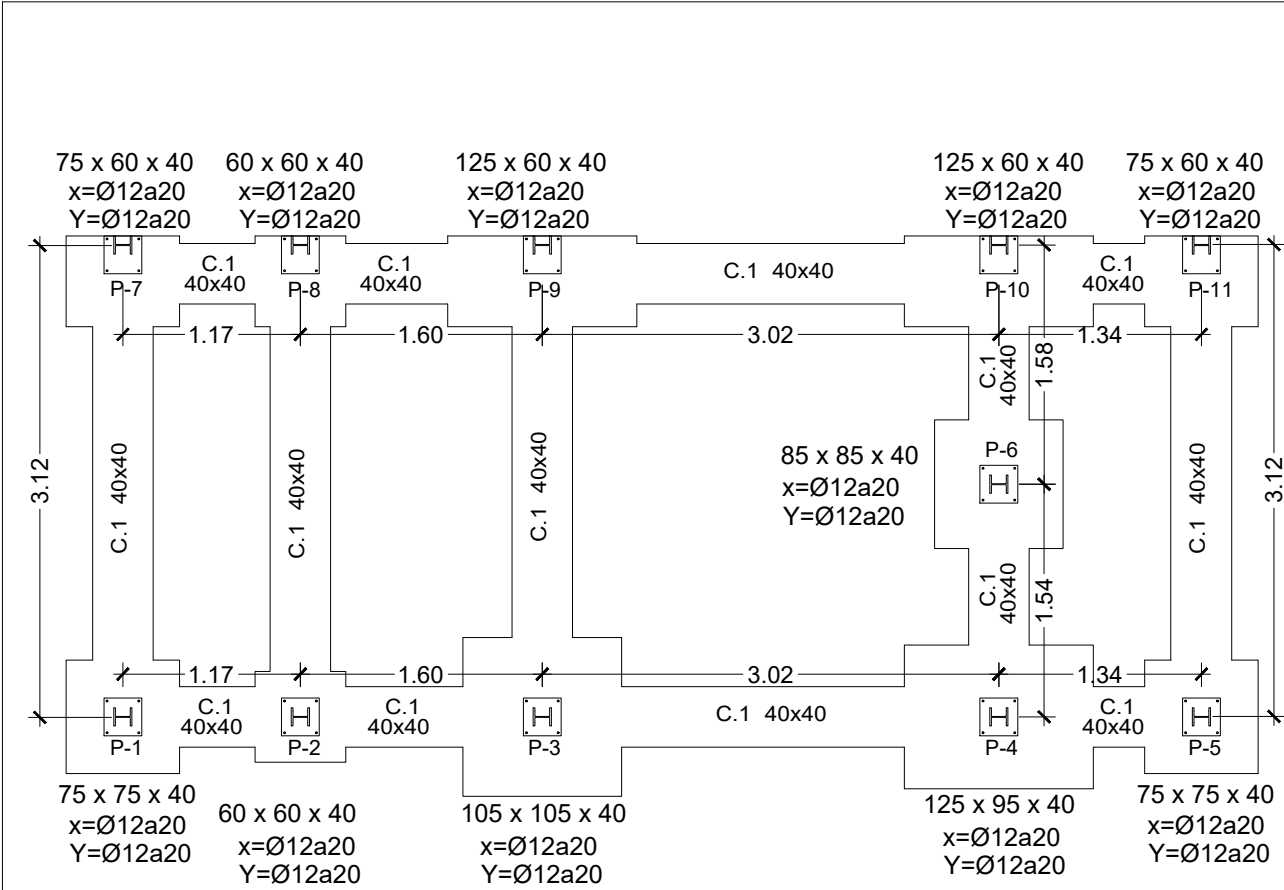 75 x 60 x 40
x=Ø12a20
Y=Ø12a20
60 x 60 x 40
x=Ø12a20
Y=Ø12a20
125 x 60 x 40
x=Ø12a20
Y=Ø12a20
125 x 60 x 40
x=Ø12a20
Y=Ø12a20
75 x 60 x 40
x=Ø12a20
Y=Ø12a20
P-7
C.1
40x40
P-8
C.1
40x40
P-9
C.1 40x40
P-10
C.1
40x40
P-11
1.17
1.60
3.02
1.34
C.1
40x40
1.58
3.12
C.1 40x40
C.1 40x40
C.1 40x40
85 x 85 x 40
x=Ø12a20
Y=Ø12a20
P-6
C.1 40x40
3.12
C.1
40x40
1.54
1.17
1.60
3.02
1.34
P-1
C.1
40x40
P-2
C.1
40x40
P-3
C.1 40x40
P-4
C.1
40x40
P-5
75 x 75 x 40
x=Ø12a20
Y=Ø12a20
60 x 60 x 40
x=Ø12a20
Y=Ø12a20
105 x 105 x 40
x=Ø12a20
Y=Ø12a20
125 x 95 x 40
x=Ø12a20
Y=Ø12a20
75 x 75 x 40
x=Ø12a20
Y=Ø12a20